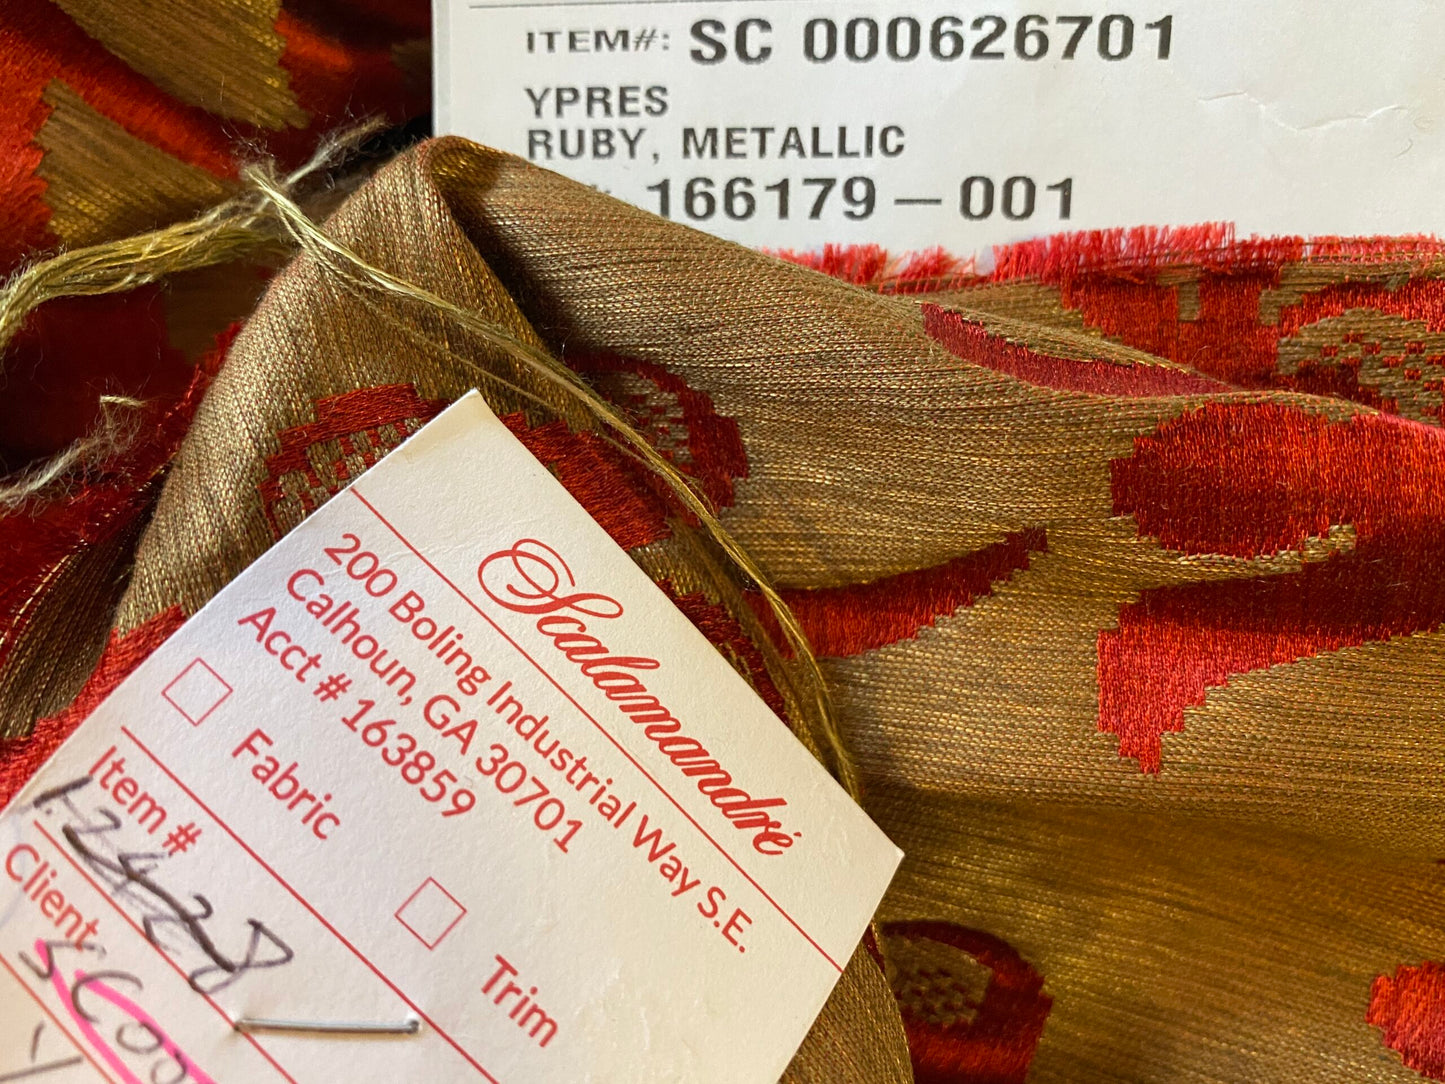 ITEM#: SC 000626701
YPRES
RUBY, METALLIC
166179-001
Scalamandré
200 Boling Industrial Way S.E.
Calhoun, GA 30701
Acct # 163859
Fabric
Trim
Item #
Client